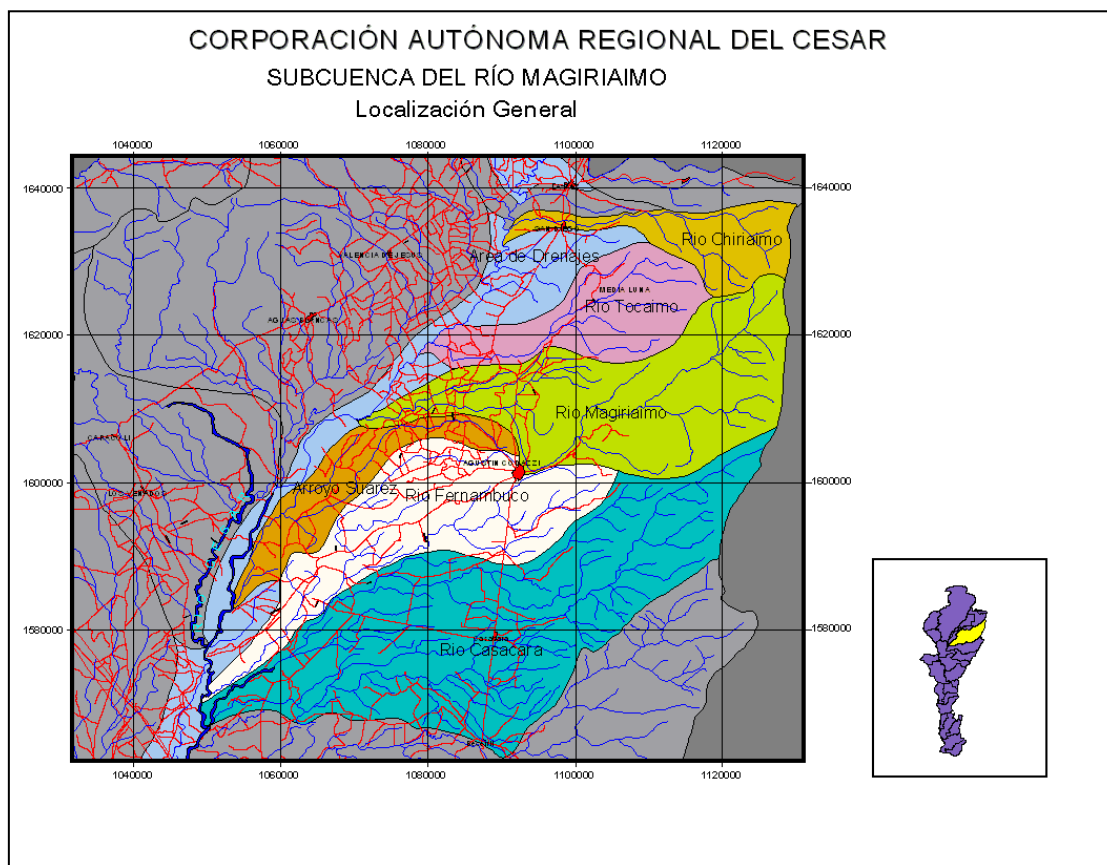 CORPORACIÓN AUTÓNOMA REGIONAL DEL CESAR
SUBCUENCA DEL RÍO MAGIRIAIMO
Localización General
1040000 1060000 1080000 1100000 1120000
1640000 1640000
Rio Chiriaimo
Area de Drenajes
MEDIA LUNA
Rio Tocaimo
1620000 1620000
Rio Magiriaimo
AGUSTIN CODAZZI
1600000 1600000
Arroyo Suarez
Rio Fernambuco
1580000 1580000
Rio Casacara
1040000 1060000 1080000 1100000 1120000